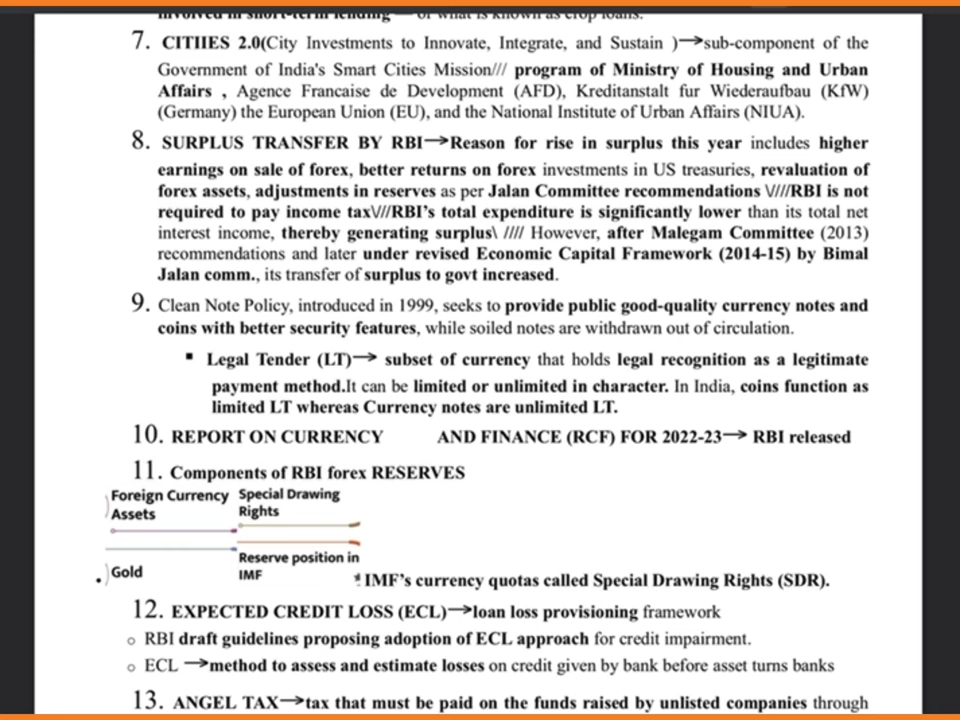 involved in short-term lending — or what is known as crop loans.
7. CITIIES 2.0(City Investments to Innovate, Integrate, and Sustain )→sub-component of the
Government of India's Smart Cities Mission/// program of Ministry of Housing and Urban
Affairs , Agence Francaise de Development (AFD), Kreditanstalt fur Wiederaufbau (KfW)
(Germany) the European Union (EU), and the National Institute of Urban Affairs (NIUA).
8. SURPLUS TRANSFER BY RBI→Reason for rise in surplus this year includes higher
earnings on sale of forex, better returns on forex investments in US treasuries, revaluation of
forex assets, adjustments in reserves as per Jalan Committee recommendations \///RBI is not
required to pay income tax\///RBI's total expenditure is significantly lower than its total net
interest income, thereby generating surplus\ //// However, after Malegam Committee (2013)
recommendations and later under revised Economic Capital Framework (2014-15) by Bimal
Jalan comm., its transfer of surplus to govt increased.
9. Clean Note Policy, introduced in 1999, seeks to provide public good-quality currency notes and
coins with better security features, while soiled notes are withdrawn out of circulation.
▪ Legal Tender (LT)→ subset of currency that holds legal recognition as a legitimate
payment method.It can be limited or unlimited in character. In India, coins function as
limited LT whereas Currency notes are unlimited LT.
10. REPORT ON CURRENCY AND FINANCE (RCF) FOR 2022-23→ RBI released
11. Components of RBI forex RESERVES
Foreign Currency Special Drawing
Assets Rights
Reserve position in
Gold IMF * IMF's currency quotas called Special Drawing Rights (SDR).
12. EXPECTED CREDIT LOSS (ECL)→loan loss provisioning framework
o RBI draft guidelines proposing adoption of ECL approach for credit impairment.
o ECL →method to assess and estimate losses on credit given by bank before asset turns banks
13. ANGEL TAX→tax that must be paid on the funds raised by unlisted companies through